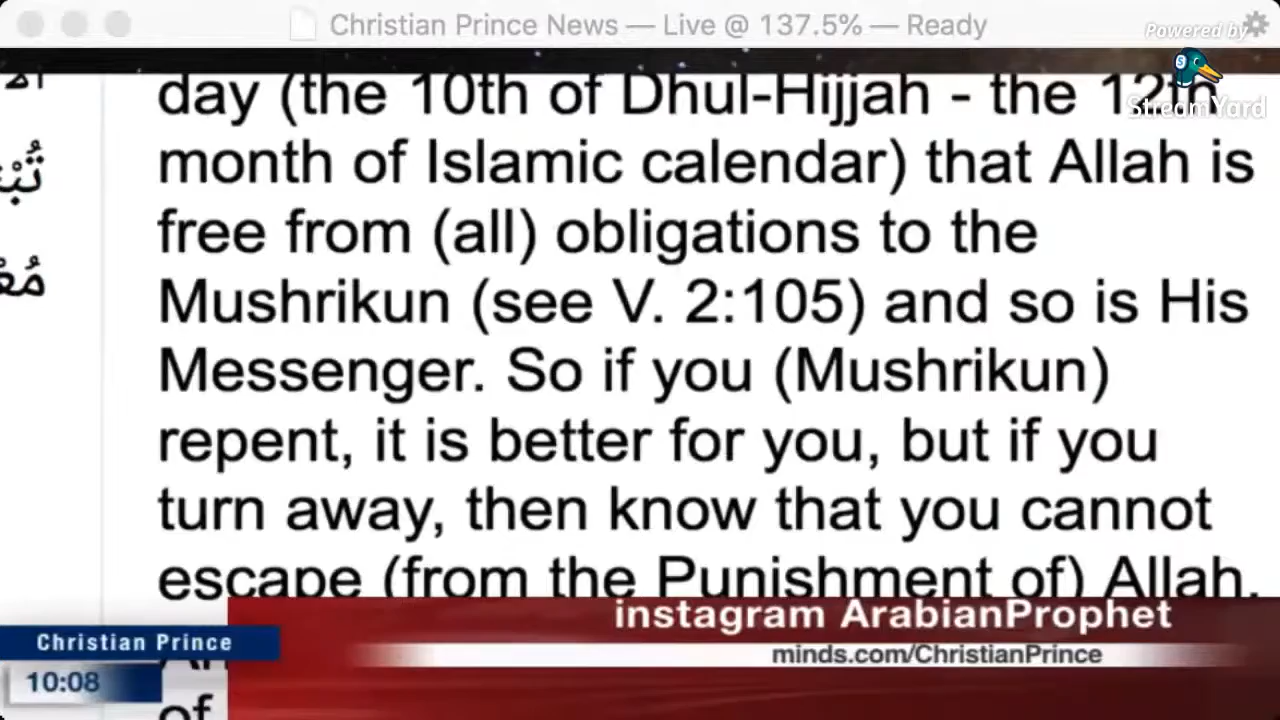 Christian Prince News — Live @ 137.5% — Ready
Powered by
StreamYard
day (the 10th of Dhul-Hijjah - the 12th
month of Islamic calendar) that Allah is
free from (all) obligations to the
Mushrikun (see V. 2:105) and so is His
Messenger. So if you (Mushrikun)
repent, it is better for you, but if you
turn away, then know that you cannot
escape (from the Punishment of) Allah.
of
instagram ArabianProphet
minds.com/ChristianPrince
Christian Prince
10:08